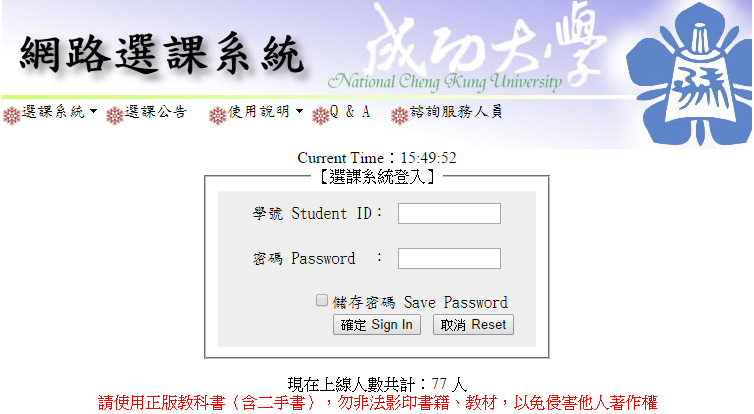 網路選課系統
成功大學
National Cheng Kung University
選課系統 選課公告 使用說明 Q & A 諮詢服務人員
Current Time：15:49:52
【選課系統登入】
學號 Student ID：
密碼 Password ：
儲存密碼 Save Password
確定 Sign In 取消 Reset
現在上線人數共計：77 人
請使用正版教科書（含二手書），勿非法影印書籍、教材，以免侵害他人著作權